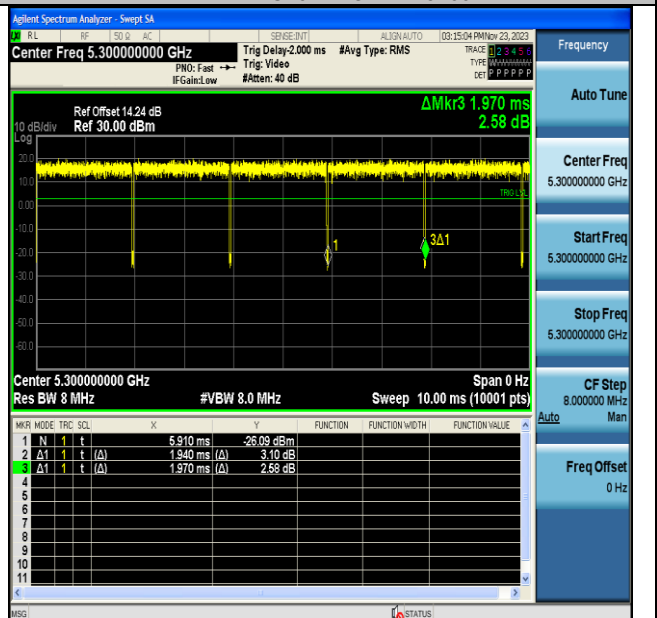 Agilent Spectrum Analyzer - Swept SA
RL RF 50 Ω AC SENSE:INT ALIGN AUTO 03:15:04 PM Nov 23, 2023
Center Freq 5.300000000 GHz
Trig Delay-2.000 ms #Avg Type: RMS
TRACE 1 2 3 4 5 6
PNO: Fast Trig: Video
TYPE
IFGain:Low #Atten: 40 dB
DET P P P P P P
Frequency
ΔMkr3 1.970 ms
2.58 dB
Ref Offset 14.24 dB
10 dB/div Ref 30.00 dBm
Log
20.0
10.0
0.00
-10.0
-20.0
-30.0
-40.0
-50.0
-60.0
TRIG LVL
1
3Δ1
Center 5.300000000 GHz Span 0 Hz
Res BW 8 MHz #VBW 8.0 MHz Sweep 10.00 ms (10001 pts)
MKR MODE TRC SCL X Y FUNCTION FUNCTION WIDTH FUNCTION VALUE
1 N 1 t 5.910 ms -26.09 dBm
2 Δ1 1 t (Δ) 1.940 ms (Δ) 3.10 dB
3 Δ1 1 t (Δ) 1.970 ms (Δ) 2.58 dB
4
5
6
7
8
9
10
11
MSG STATUS
Auto Tune
Center Freq
5.300000000 GHz
Start Freq
5.300000000 GHz
Stop Freq
5.300000000 GHz
CF Step
8.000000 MHz
Auto Man
Freq Offset
0 Hz